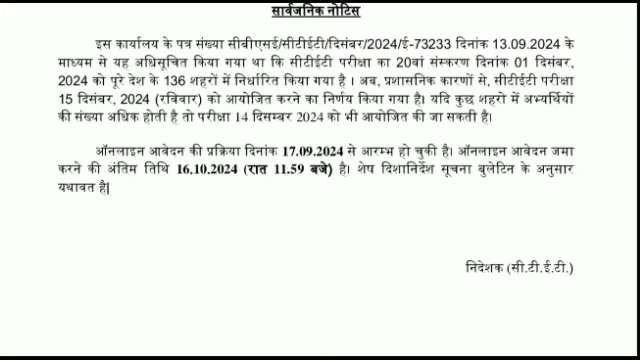 सार्वजनिक नोटिस
इस कार्यालय के पत्र संख्या सीबीएसई/सीटीईटी/दिसंबर/2024/ई-73233 दिनांक 13.09.2024 के
माध्यम से यह अधिसूचित किया गया था कि सीटीईटी परीक्षा का 20वां संस्करण दिनांक 01 दिसंबर,
2024 को पूरे देश के 136 शहरों में निर्धारित किया गया है । अब, प्रशासनिक कारणों से, सीटीईटी परीक्षा
15 दिसंबर, 2024 (रविवार) को आयोजित करने का निर्णय किया गया है। यदि कुछ शहरो में अभ्यर्थियों
की संख्या अधिक होती है तो परीक्षा 14 दिसम्बर 2024 को भी आयोजित की जा सकती है।
ऑनलाइन आवेदन की प्रक्रिया दिनांक 17.09.2024 से आरम्भ हो चुकी है। ऑनलाइन आवेदन जमा
करने की अंतिम तिथि 16.10.2024 (रात 11.59 बजे) है। शेष दिशानिर्देश सूचना बुलेटिन के अनुसार
यथावत है|
निदेशक (सी.टी.ई.टी.)